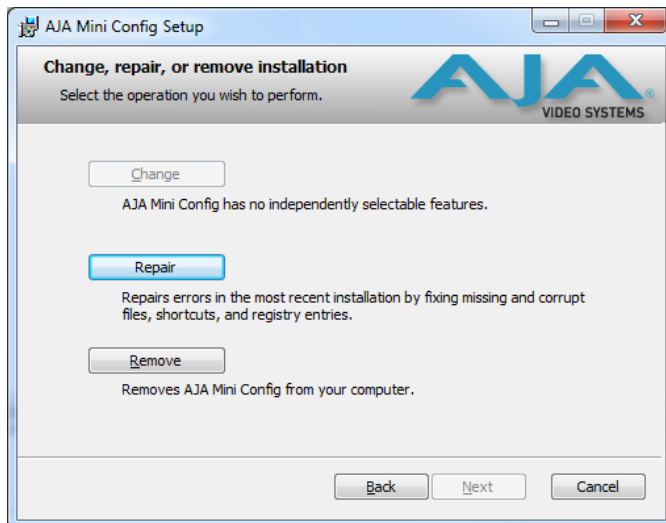 AJA Mini Config Setup
Change, repair, or remove installation
Select the operation you wish to perform.
AJA®
VIDEO SYSTEMS
Change
AJA Mini Config has no independently selectable features.
Repair
Repairs errors in the most recent installation by fixing missing and corrupt
files, shortcuts, and registry entries.
Remove
Removes AJA Mini Config from your computer.
Back Next Cancel